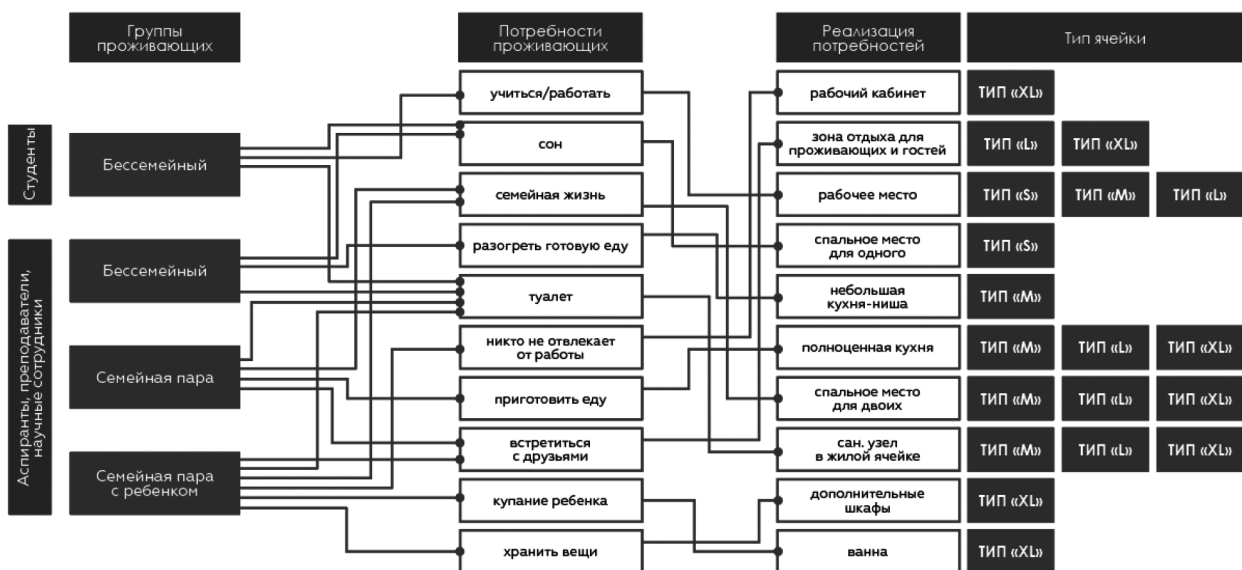 Группы
проживающих
Потребности
проживающих
Реализация
потребностей
Тип ячейки
Студенты
Аспиранты, преподаватели,
научные сотрудники
Бессемейный
Бессемейный
Семейная пара
Семейная пара
с ребенком
учиться/работать
сон
семейная жизнь
разогреть готовую еду
туалет
никто не отвлекает
от работы
приготовить еду
встретиться
с друзьями
купание ребенка
хранить вещи
рабочий кабинет
ТИП «XL»
зона отдыха для
проживающих и гостей
ТИП «L» ТИП «XL»
рабочее место
ТИП «S» ТИП «M» ТИП «L»
спальное место
для одного
ТИП «S»
небольшая
кухня-ниша
ТИП «M»
полноценная кухня
ТИП «M» ТИП «L» ТИП «XL»
спальное место
для двоих
ТИП «M» ТИП «L» ТИП «XL»
сан. узел
в жилой ячейке
ТИП «M» ТИП «L» ТИП «XL»
дополнительные
шкафы
ТИП «XL»
ванна
ТИП «XL»